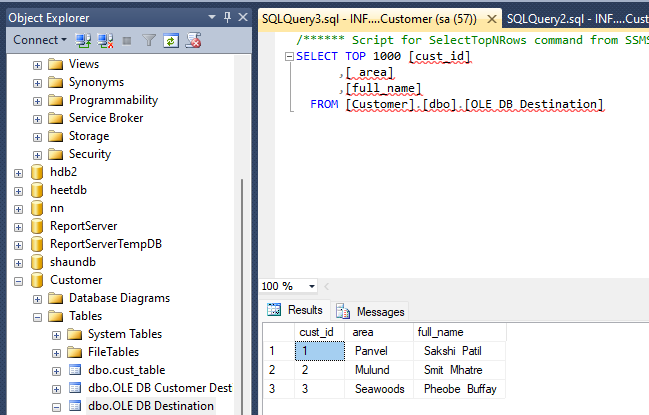 Object Explorer
Connect
Views
Synonyms
Programmability
Service Broker
Storage
Security
hdb2
heetdb
nn
ReportServer
ReportServerTempDB
shaundb
Customer
Database Diagrams
Tables
System Tables
FileTables
dbo.cust_table
dbo.OLE DB Customer Dest
dbo.OLE DB Destination
SQLQuery3.sql - INF....Customer (sa (57))
SQLQuery2.sql - INF....Cust
/****** Script for SelectTopNRows command from SSMS
SELECT TOP 1000 [cust_id]
,[ area]
,[full_name]
FROM [Customer].[dbo].[OLE DB Destination]
100 %
Results
Messages
cust_id area full_name
1 1 Panvel Sakshi Patil
2 2 Mulund Smit Mhatre
3 3 Seawoods Pheobe Buffay